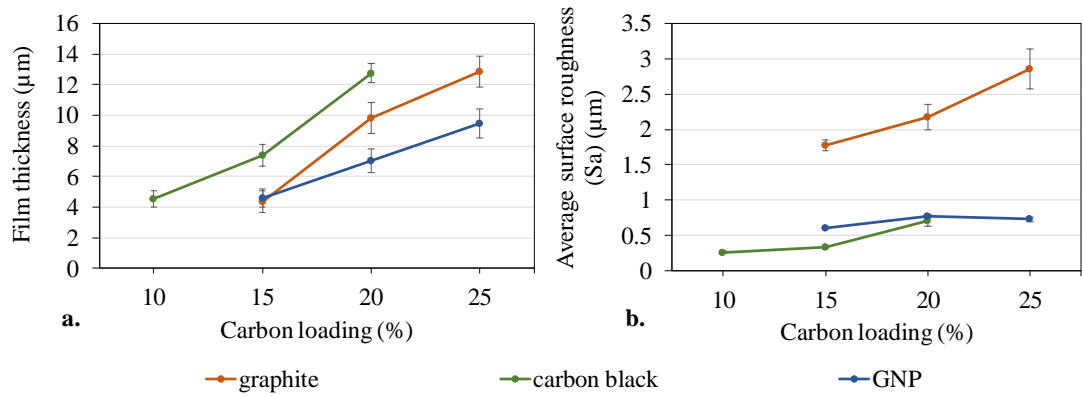 Film thickness (µm)
16
14
12
10
8
6
4
2
0
10 15 20 25
a.
Carbon loading (%)
Average surface roughness
(Sa) (µm)
3.5
3
2.5
2
1.5
1
0.5
0
10 15 20 25
b.
Carbon loading (%)
graphite carbon black GNP